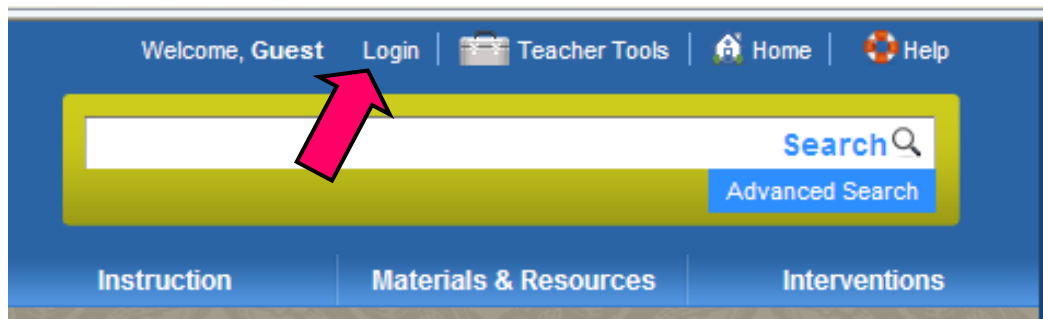 Welcome, Guest Login | Teacher Tools | Home | Help
Search
Advanced Search
Instruction Materials & Resources Interventions